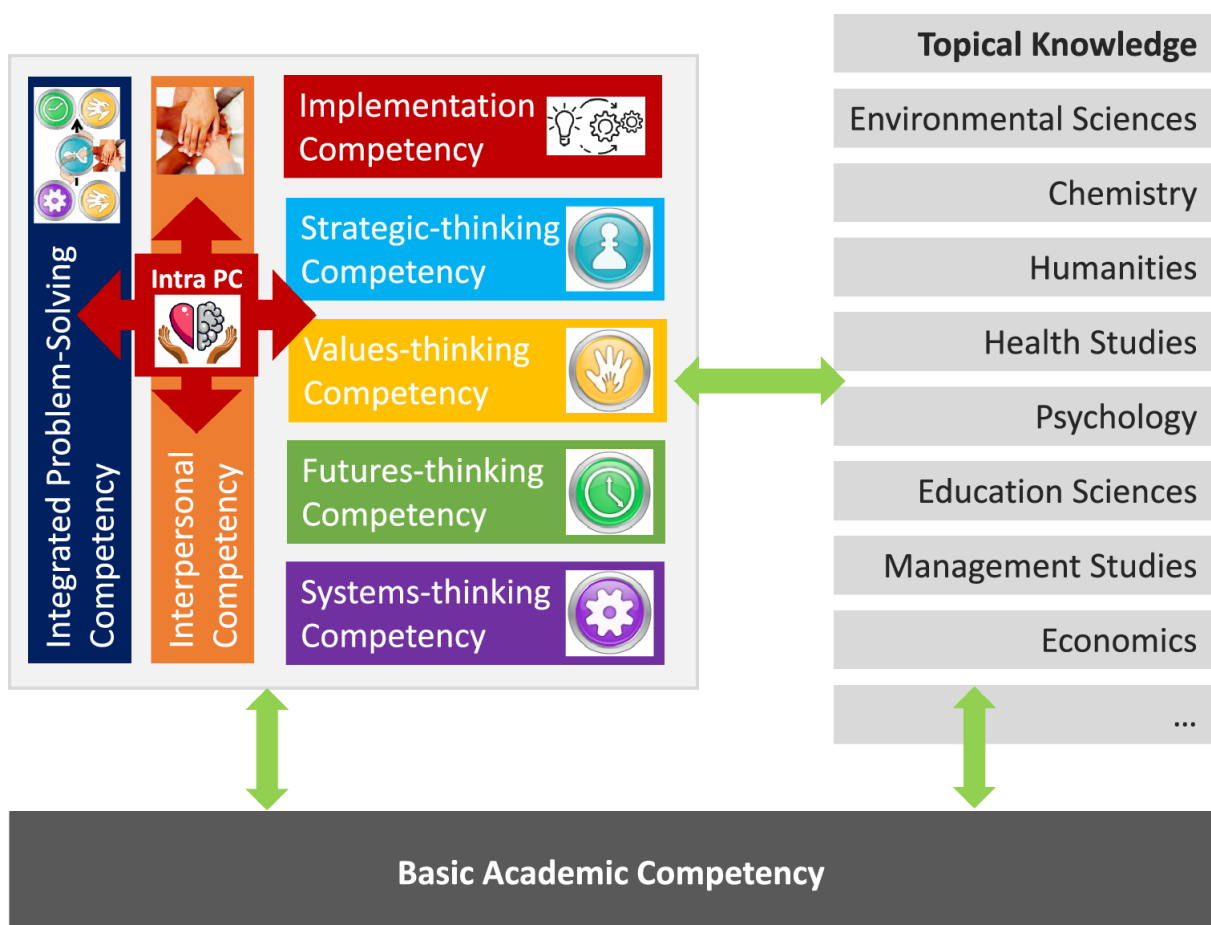 Integrated Problem-Solving
Competency
Interpersonal
Competency
Intra PC
Implementation
Competency
Strategic-thinking
Competency
Values-thinking
Competency
Futures-thinking
Competency
Systems-thinking
Competency
Topical Knowledge
Environmental Sciences
Chemistry
Humanities
Health Studies
Psychology
Education Sciences
Management Studies
Economics
...
Basic Academic Competency